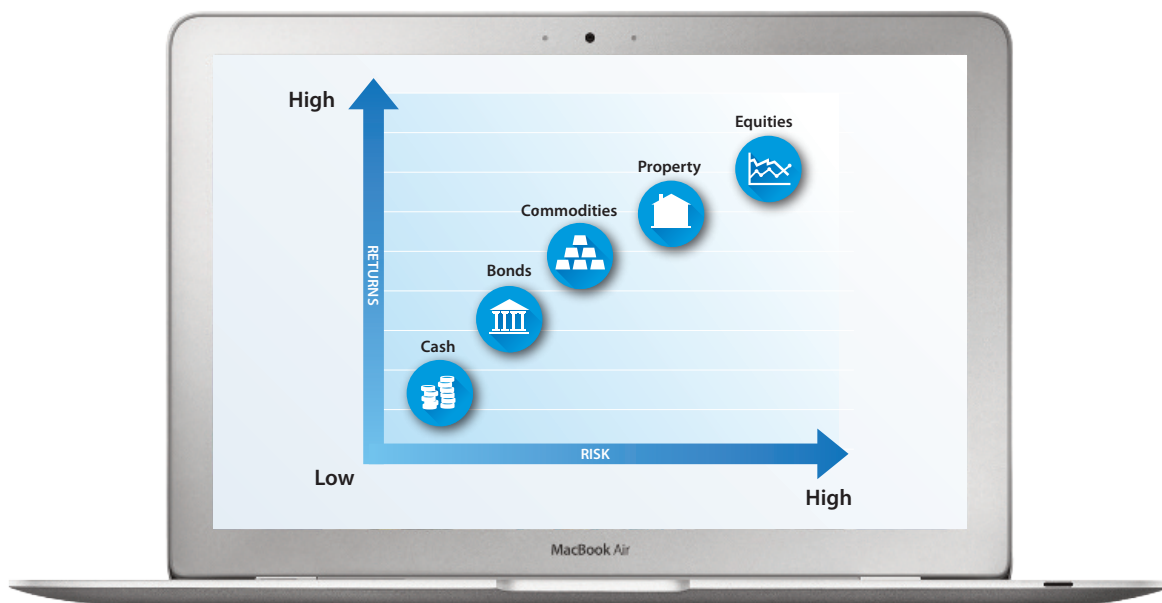 High
Equities
Property
Commodities
RETURNS
Bonds
Cash
RISK
Low
High
MacBook Air